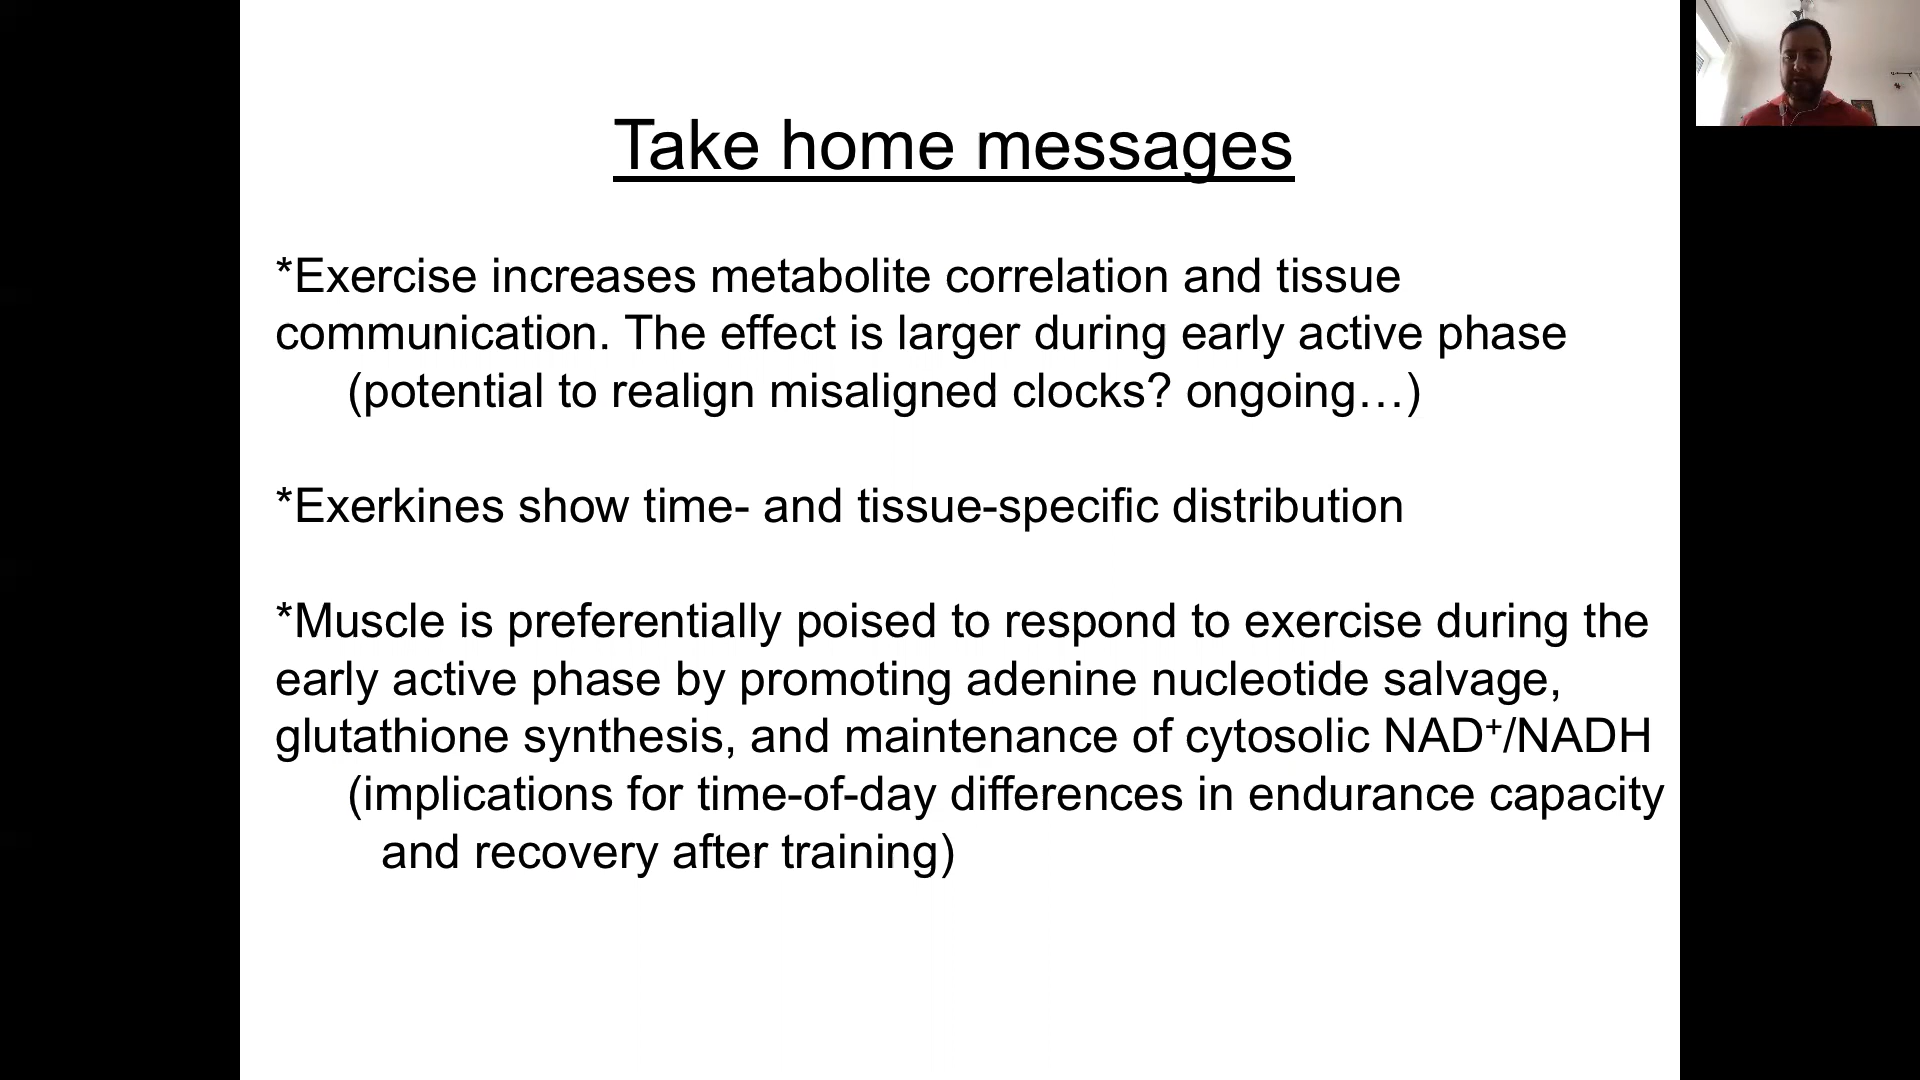 Take home messages
*Exercise increases metabolite correlation and tissue
communication. The effect is larger during early active phase
(potential to realign misaligned clocks? ongoing…)
*Exerkines show time- and tissue-specific distribution
*Muscle is preferentially poised to respond to exercise during the
early active phase by promoting adenine nucleotide salvage,
glutathione synthesis, and maintenance of cytosolic NAD⁺/NADH
(implications for time-of-day differences in endurance capacity
and recovery after training)